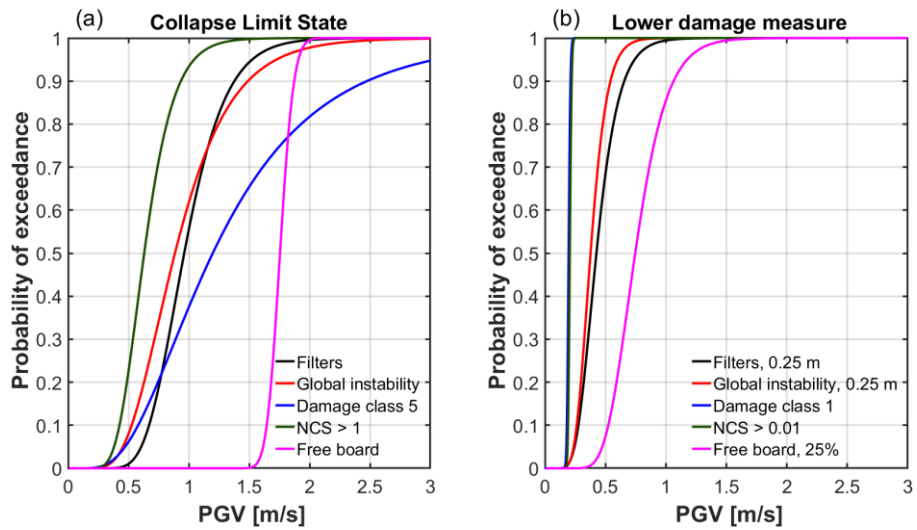 (a)
Collapse Limit State
Probability of exceedance
1
0.9
0.8
0.7
0.6
0.5
0.4
0.3
0.2
0.1
0
Filters
Global instability
Damage class 5
NCS > 1
Free board
0 0.5 1 1.5 2 2.5 3
PGV [m/s]
(b)
Lower damage measure
Probability of exceedance
1
0.9
0.8
0.7
0.6
0.5
0.4
0.3
0.2
0.1
0
Filters, 0.25 m
Global instability, 0.25 m
Damage class 1
NCS > 0.01
Free board, 25%
0 0.5 1 1.5 2 2.5 3
PGV [m/s]